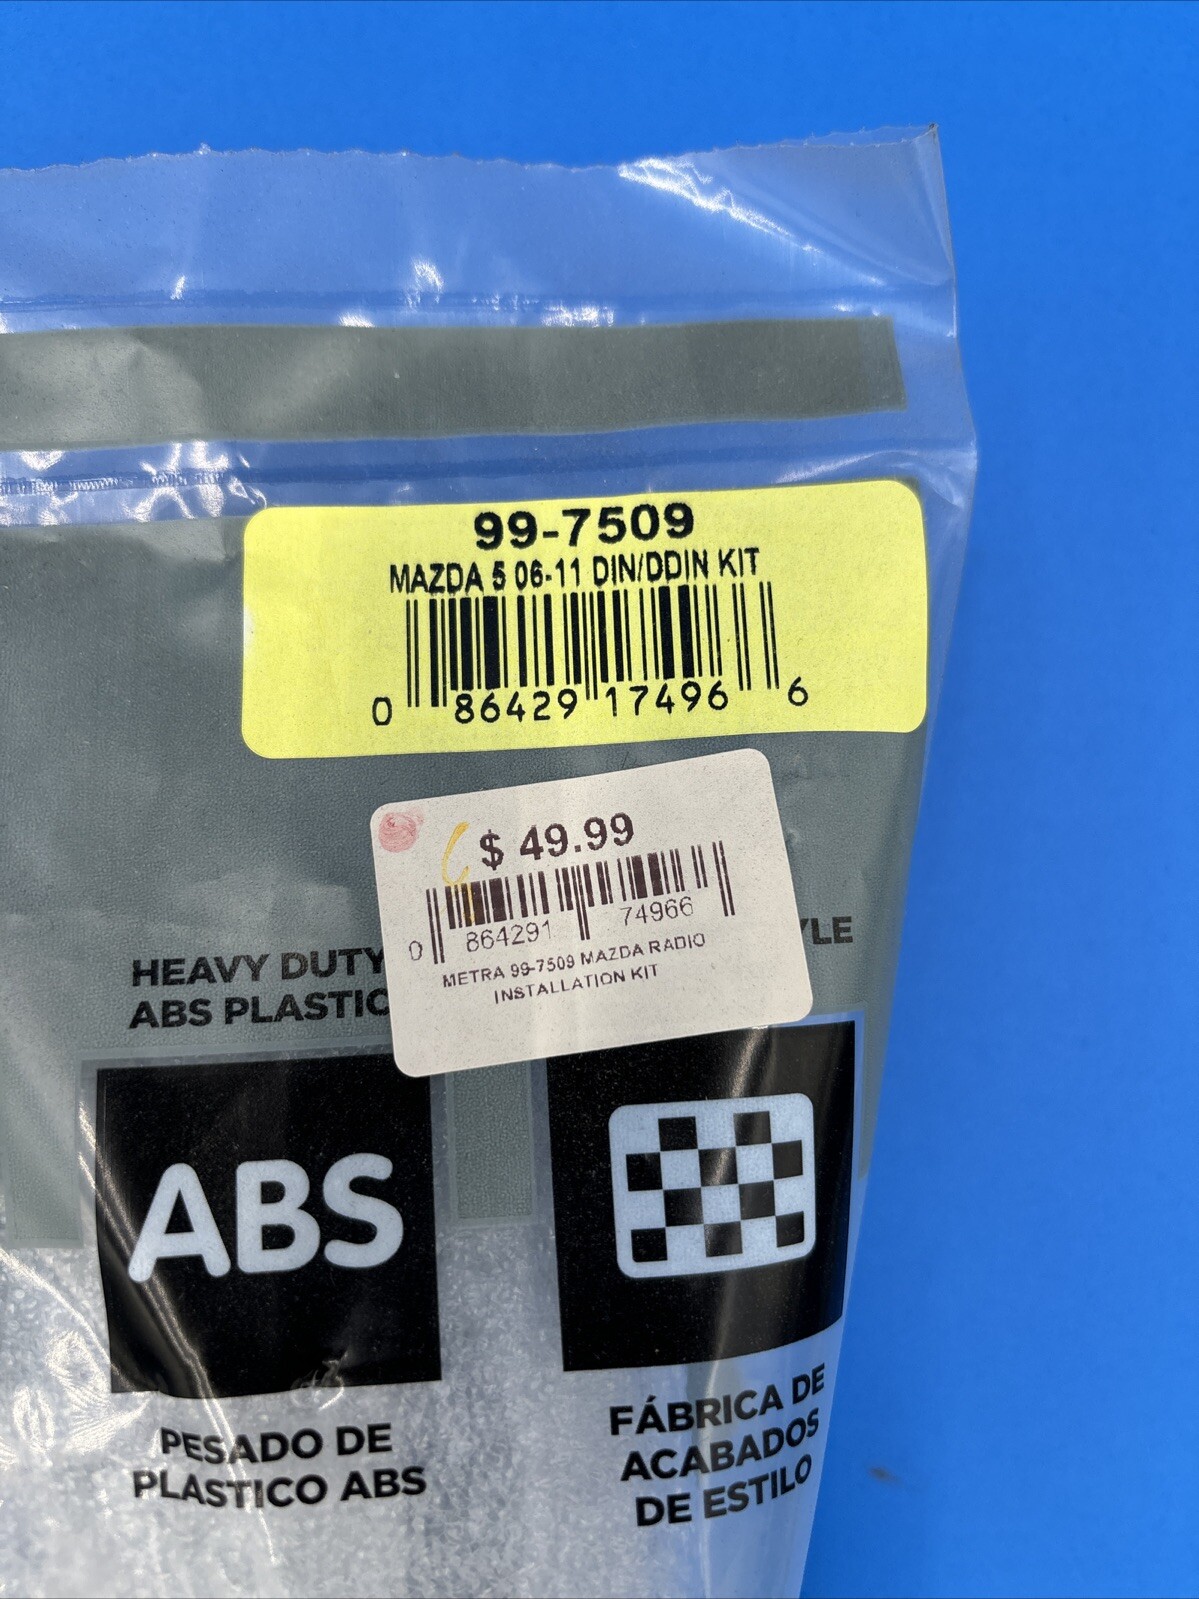 99-7509
MAZDA 5 06-11 DIN/DDIN KIT
0 86429 17496 6
$ 49.99
0 864291 74966
METRA 99-7509 MAZDA RADIO
INSTALLATION KIT
HEAVY DUTY
ABS PLASTIC
YLE
ABS
PESADO DE
PLASTICO ABS
FÁBRICA DE
ACABADOS
DE ESTILO